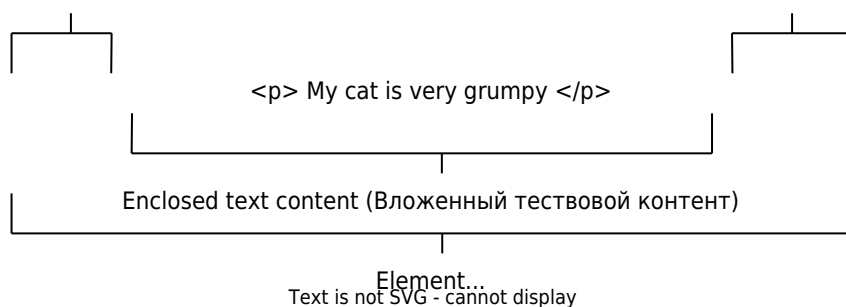 <p> My cat is very grumpy </p>
Enclosed text content (Вложенный тествовой контент)
Element...
Text is not SVG - cannot display